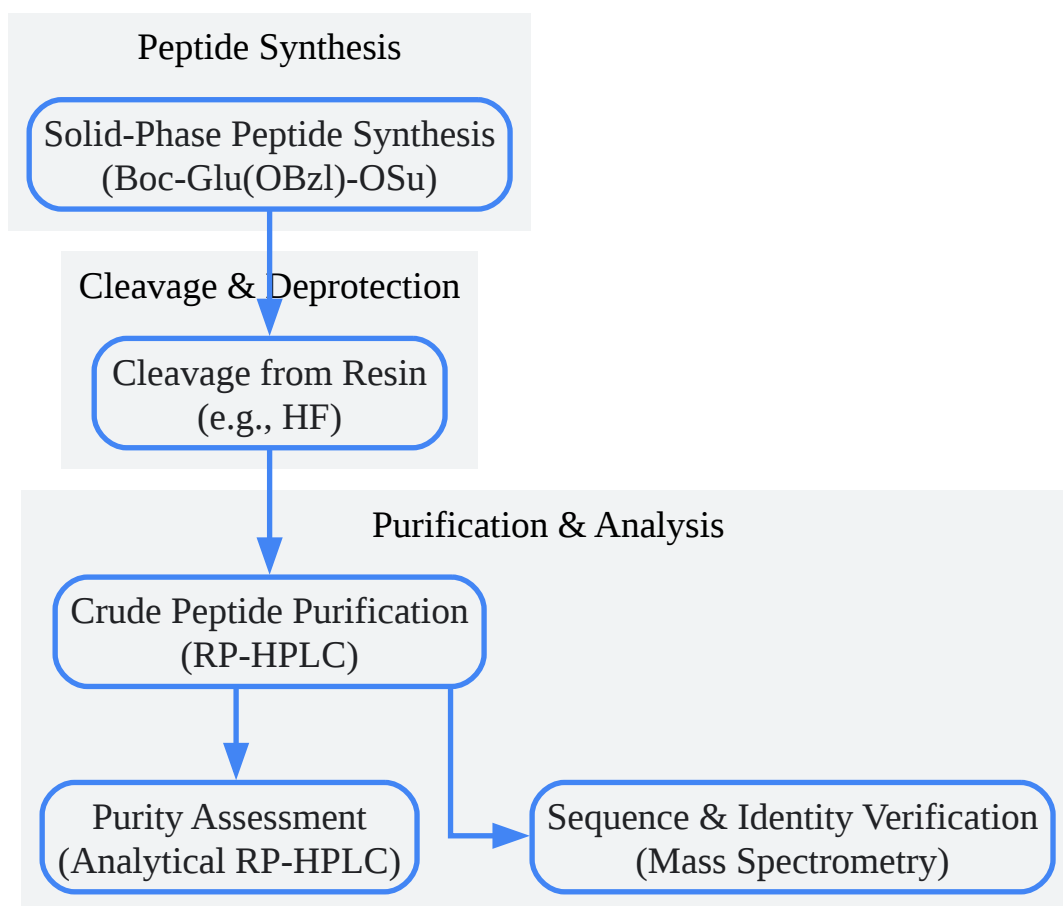 Peptide Synthesis
Solid-Phase Peptide Synthesis
(Boc-Glu(OBzl)-OSu)
Cleavage & Deprotection
Cleavage from Resin
(e.g., HF)
Purification & Analysis
Crude Peptide Purification
(RP-HPLC)
Purity Assessment
(Analytical RP-HPLC)
Sequence & Identity Verification
(Mass Spectrometry)